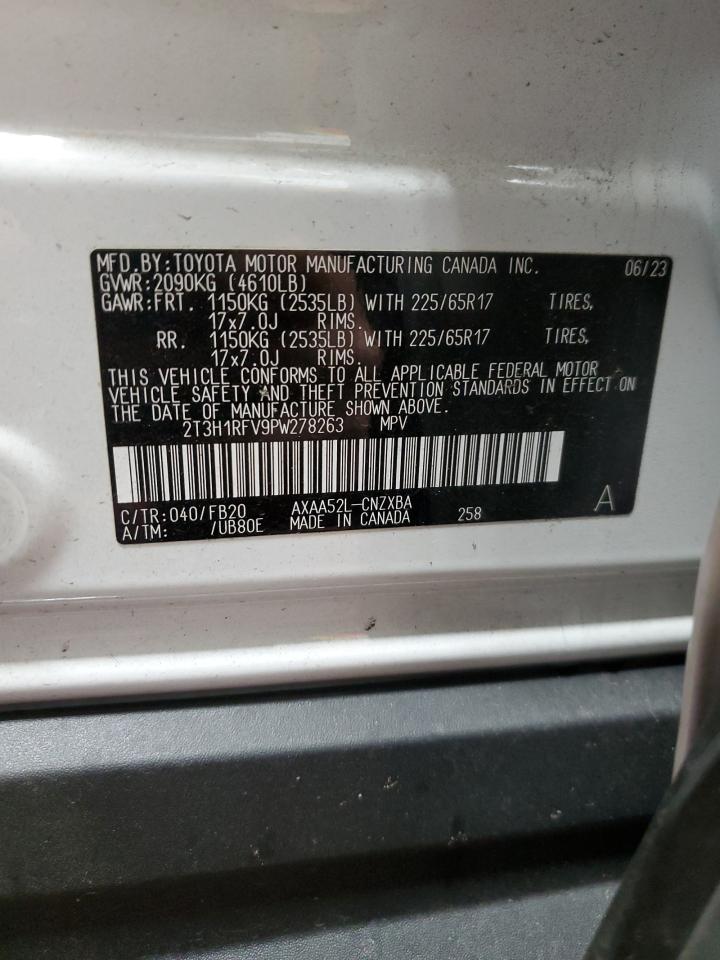 MFD.BY:TOYOTA MOTOR MANUFACTURING CANADA INC. 06/23
GVWR:2090KG (4610LB)
GAWR:FRT. 1150KG (2535LB) WITH 225/65R17 TIRES,
17x7.0J RIMS.
RR. 1150KG (2535LB) WITH 225/65R17 TIRES,
17x7.0J RIMS.
THIS VEHICLE CONFORMS TO ALL APPLICABLE FEDERAL MOTOR
VEHICLE SAFETY AND THEFT PREVENTION STANDARDS IN EFFECT ON
THE DATE OF MANUFACTURE SHOWN ABOVE.
2T3H1RFV9PW278263 MPV
C/TR:040/FB20 AXAA52L-CNZXBA 258 A
A/TM: /UB80E MADE IN CANADA